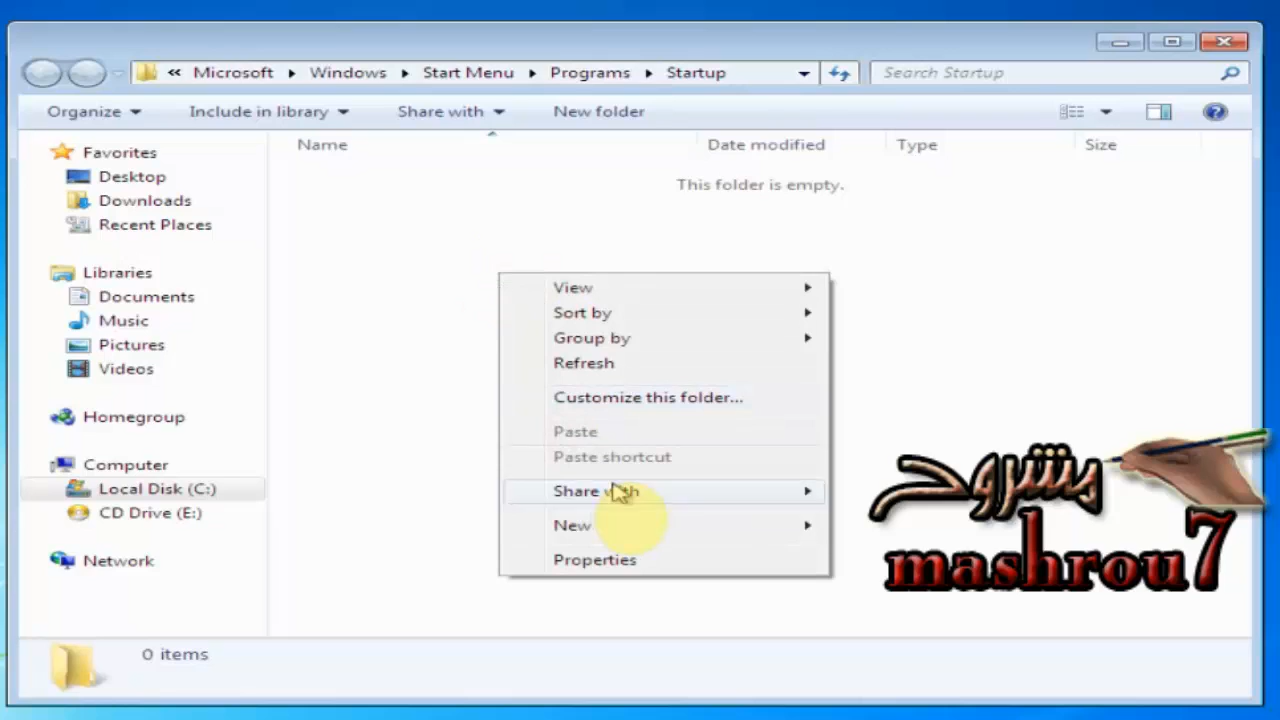 « Microsoft ▸ Windows ▸ Start Menu ▸ Programs ▸ Startup
Search Startup
Organize
Include in library
Share with
New folder
Name
Date modified
Type
Size
This folder is empty.
Favorites
Desktop
Downloads
Recent Places
Libraries
Documents
Music
Pictures
Videos
Homegroup
Computer
Local Disk (C:)
CD Drive (E:)
Network
View
Sort by
Group by
Refresh
Customize this folder...
Paste
Paste shortcut
Share with
New
Properties
مشروح
mashrou7
0 items